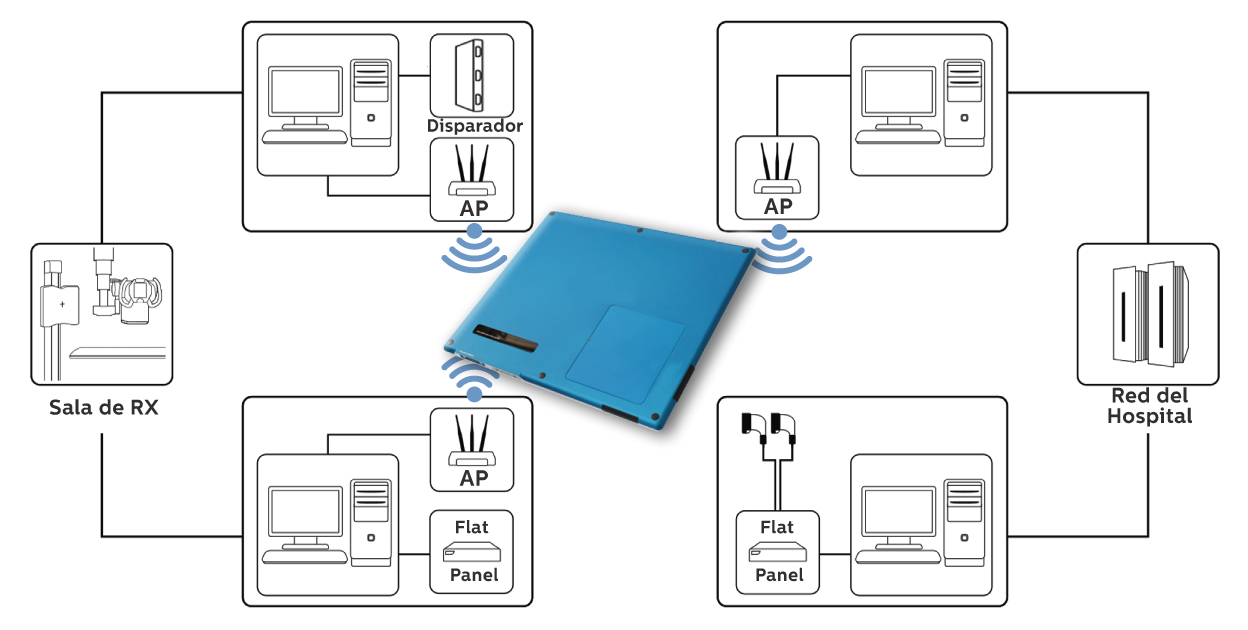 Disparador
AP
AP
Sala de RX
Red del
Hospital
AP
Flat
Panel
Flat
Panel